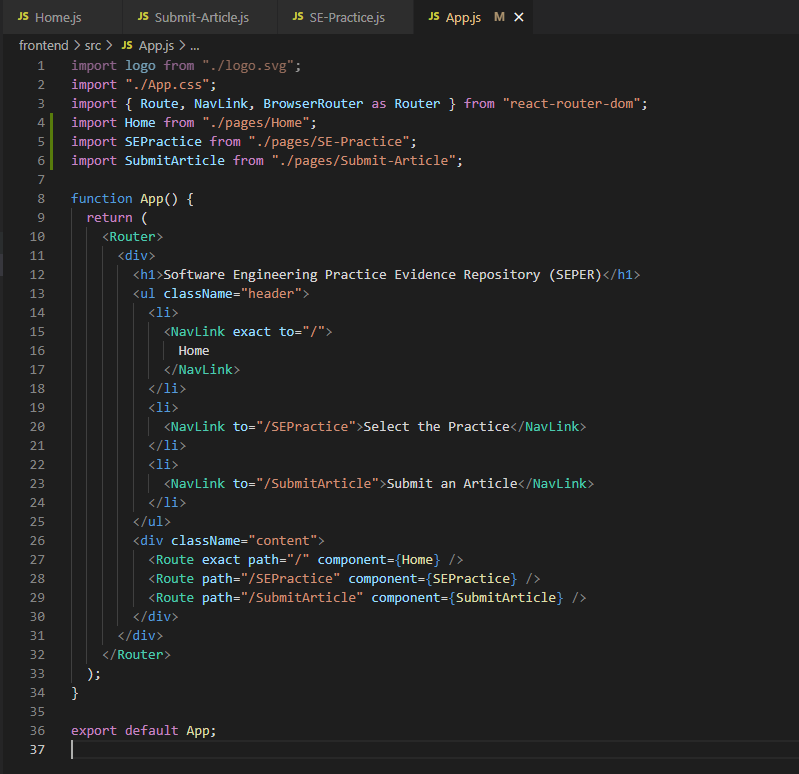 JS Home.js JS Submit-Article.js JS SE-Practice.js JS App.js M ×
frontend > src > JS App.js > ...
1 import logo from "./logo.svg";
2 import "./App.css";
3 import { Route, NavLink, BrowserRouter as Router } from "react-router-dom";
4 import Home from "./pages/Home";
5 import SEPractice from "./pages/SE-Practice";
6 import SubmitArticle from "./pages/Submit-Article";
7
8 function App() {
9   return (
10     <Router>
11       <div>
12         <h1>Software Engineering Practice Evidence Repository (SEPER)</h1>
13         <ul className="header">
14           <li>
15             <NavLink exact to="/">
16               Home
17             </NavLink>
18           </li>
19           <li>
20             <NavLink to="/SEPractice">Select the Practice</NavLink>
21           </li>
22           <li>
23             <NavLink to="/SubmitArticle">Submit an Article</NavLink>
24           </li>
25         </ul>
26         <div className="content">
27           <Route exact path="/" component={Home} />
28           <Route path="/SEPractice" component={SEPractice} />
29           <Route path="/SubmitArticle" component={SubmitArticle} />
30         </div>
31       </div>
32     </Router>
33   );
34 }
35
36 export default App;
37